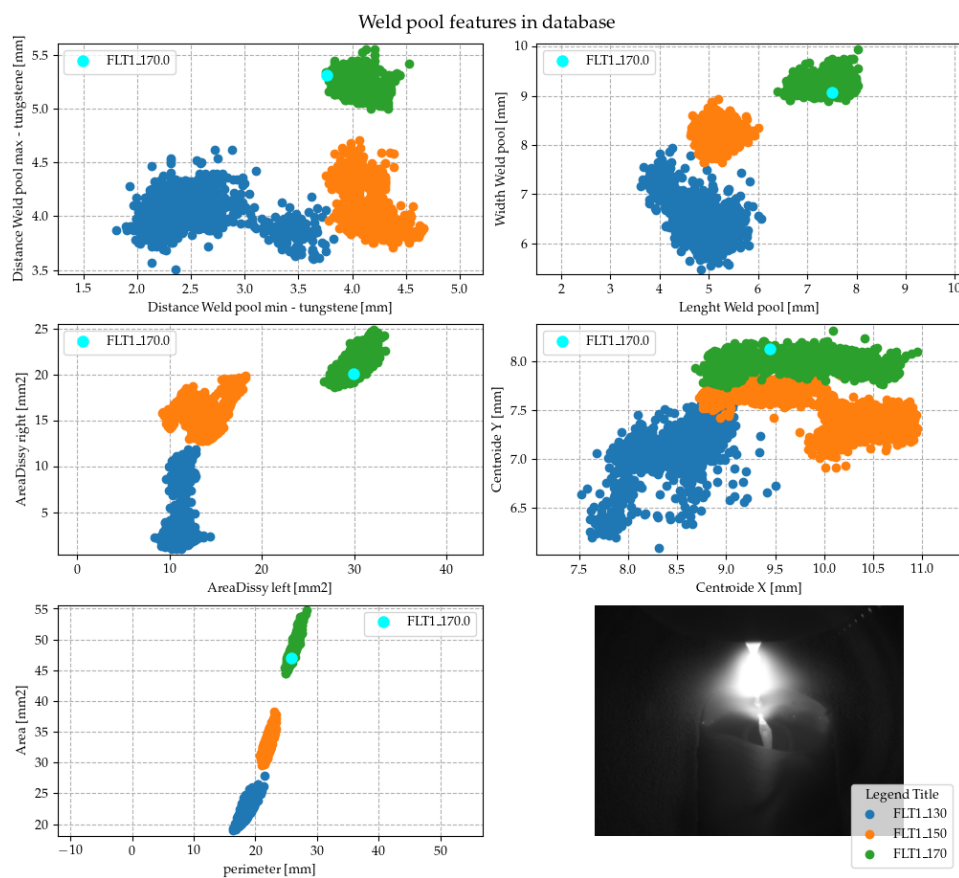 Weld pool features in database
Distance Weld pool max - tungstene [mm]
5.5
5.0
4.5
4.0
3.5
FLT1_170.0
1.5 2.0 2.5 3.0 3.5 4.0 4.5 5.0
Distance Weld pool min - tungstene [mm]
Width Weld pool [mm]
10
9
8
7
6
FLT1_170.0
2 3 4 5 6 7 8 9 10
Lenght Weld pool [mm]
AreaDissy right [mm2]
25
20
15
10
5
FLT1_170.0
0 10 20 30 40
AreaDissy left [mm2]
Centroide Y [mm]
8.0
7.5
7.0
6.5
FLT1_170.0
7.5 8.0 8.5 9.0 9.5 10.0 10.5 11.0
Centroide X [mm]
Area [mm2]
55
50
45
40
35
30
25
20
FLT1_170.0
−10 0 10 20 30 40 50
perimeter [mm]
Legend Title
FLT1_130
FLT1_150
FLT1_170